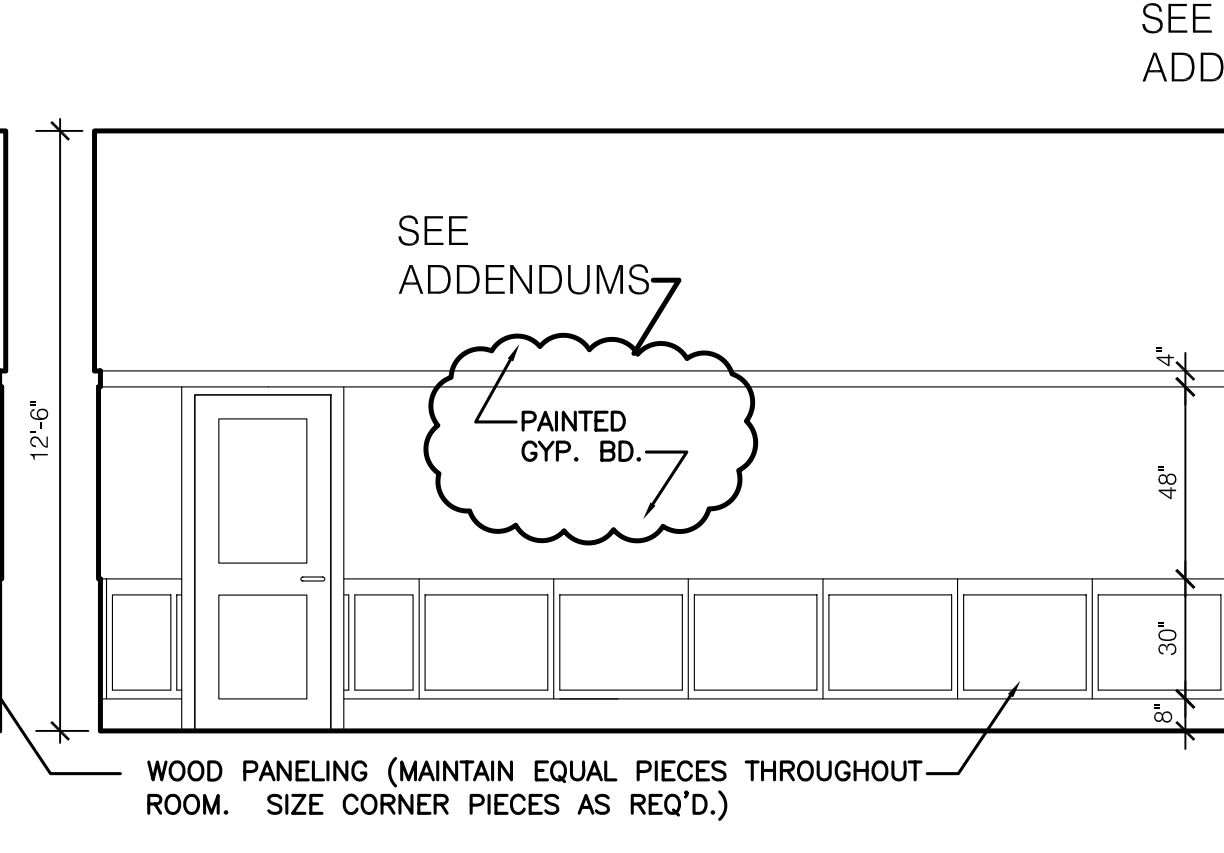 SEE
ADD
SEE
ADDENDUMS
4"
12'-6"
PAINTED
GYP. BD.
48"
30"
8"
WOOD PANELING (MAINTAIN EQUAL PIECES THROUGHOUT
ROOM. SIZE CORNER PIECES AS REQ'D.)